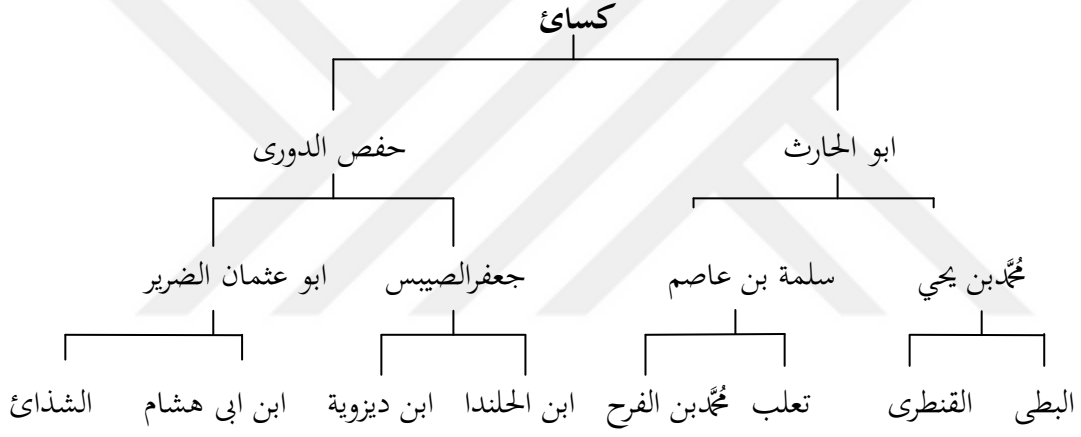 كسائ
ابو الحارث حفص الدورى
مُحَمَّدبن يحي سلمة بن عاصم جعفرالصيبس ابو عثمان الضرير
البطى القنطرى تعلب مُحَمَّدبن الفرح ابن الحلندا ابن ديزوية ابن ابى هشام الشذائ